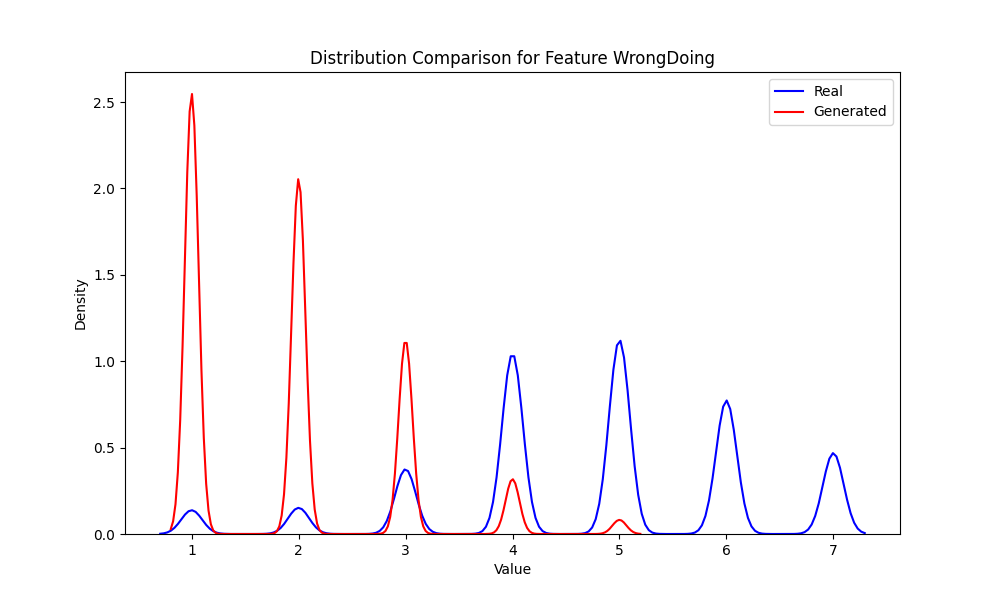 Distribution Comparison for Feature WrongDoing
Real
Generated
2.5
2.0
1.5
1.0
0.5
0.0
Density
1 2 3 4 5 6 7
Value